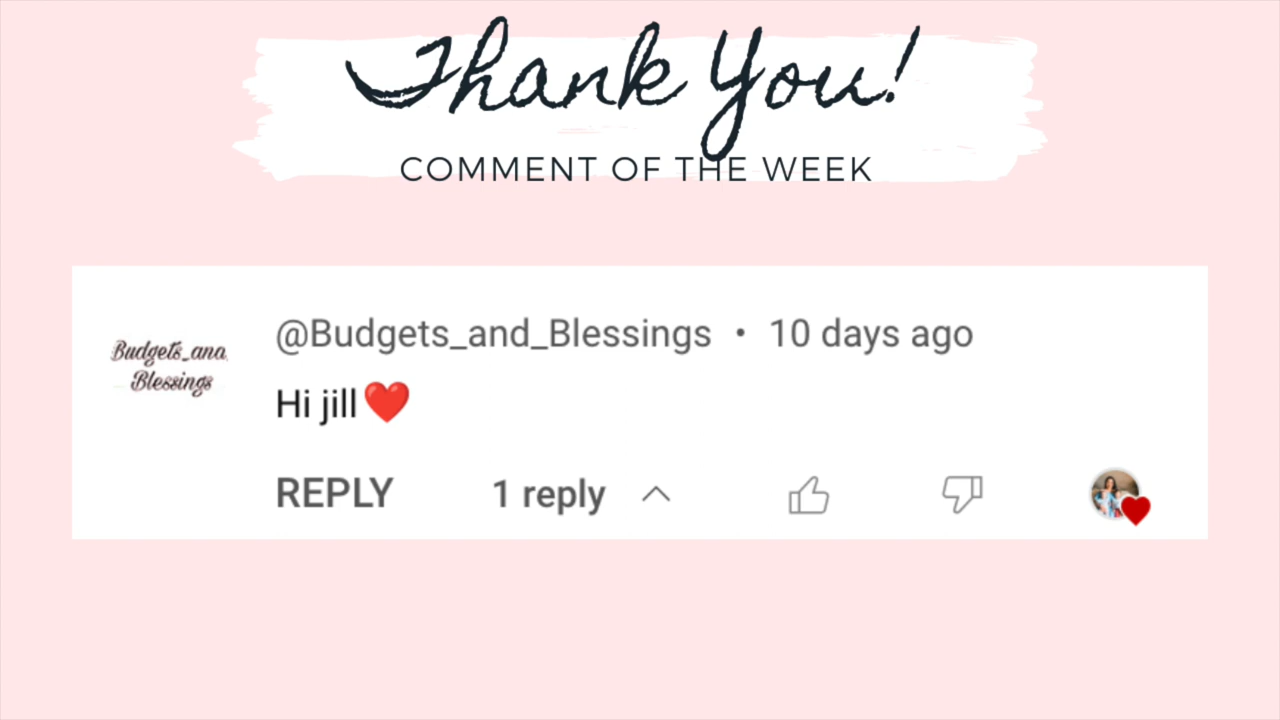 Thank You!
COMMENT OF THE WEEK
Budgets_and
Blessings
@Budgets_and_Blessings • 10 days ago
Hi jill❤️
REPLY 1 reply